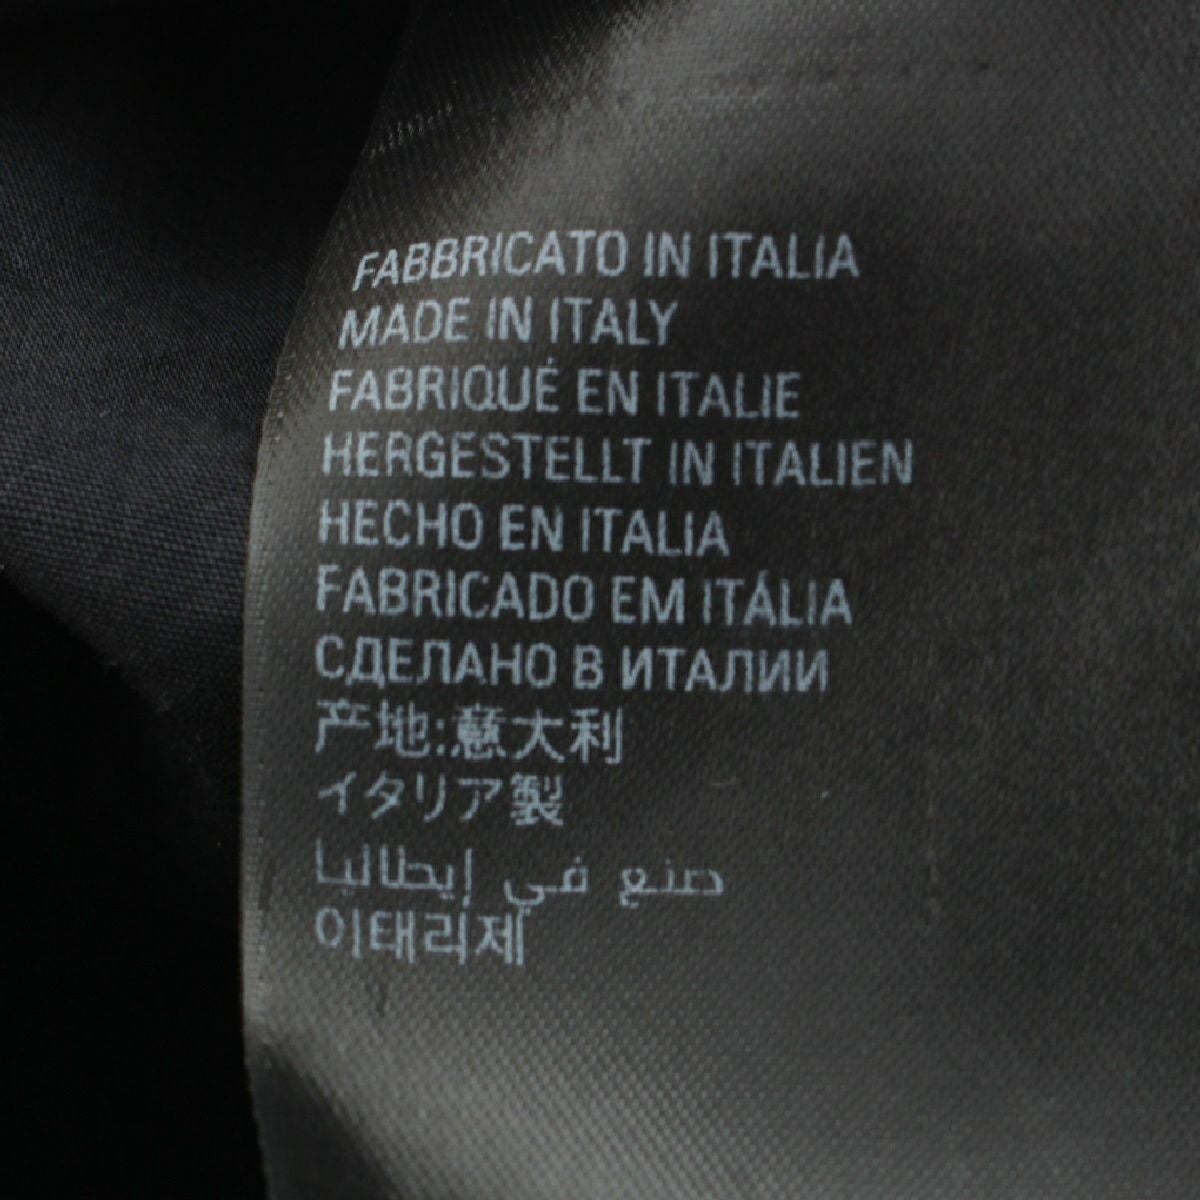 FABBRICATO IN ITALIA
MADE IN ITALY
FABRIQUÉ EN ITALIE
HERGESTELLT IN ITALIEN
HECHO EN ITALIA
FABRICADO EM ITÁLIA
СДЕЛАНО В ИТАЛИИ
产地:意大利
イタリア製
صنع في إيطاليا
이태리제